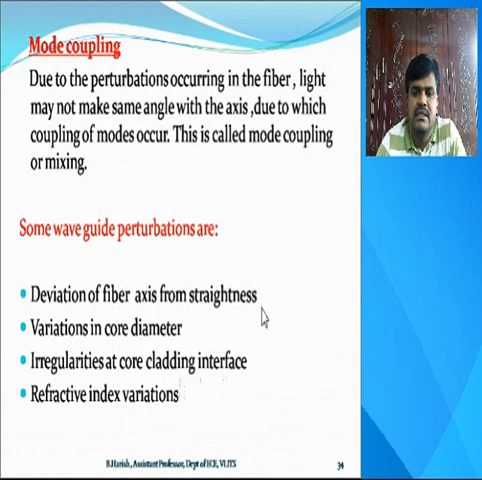 Mode coupling
Due to the perturbations occurring in the fiber , light
may not make same angle with the axis ,due to which
coupling of modes occur. This is called mode coupling
or mixing.
Some wave guide perturbations are:
• Deviation of fiber axis from straightness
• Variations in core diameter
• Irregularities at core cladding interface
• Refractive index variations
B.Harish , Assistant Professor, Dept of ECE, VLITS
34